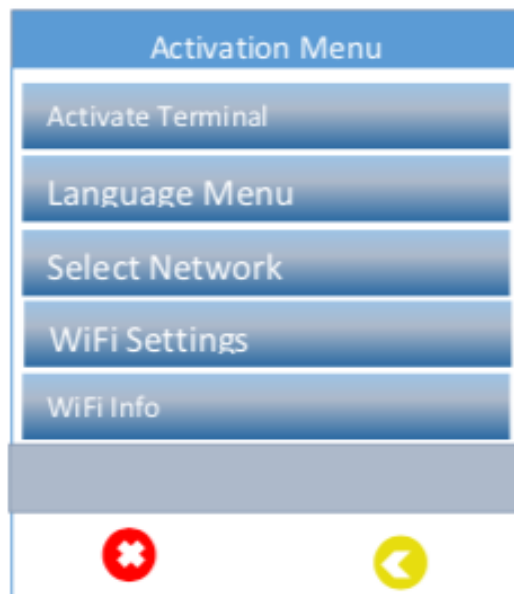 Activation Menu
Activate Terminal
Language Menu
Select Network
WiFi Settings
WiFi Info